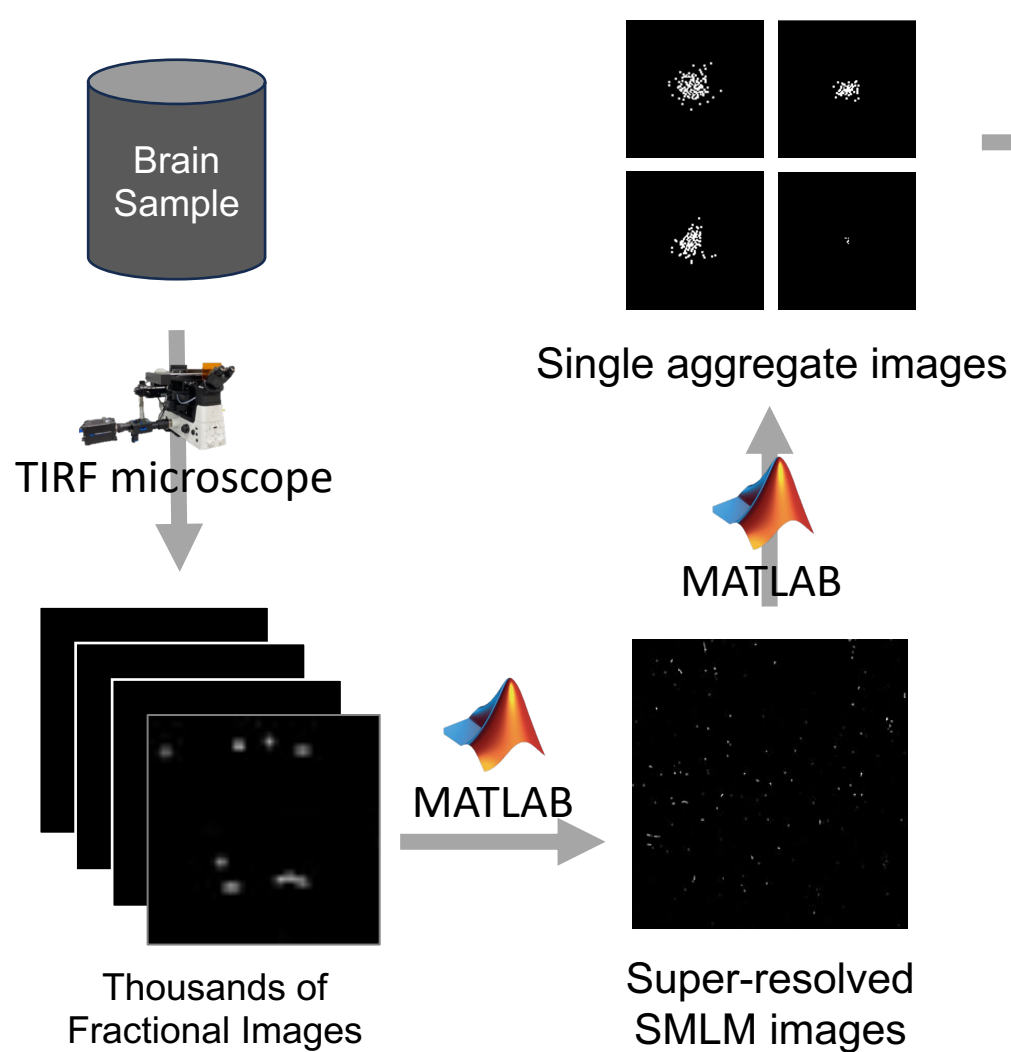 Brain
Sample
TIRF microscope
Thousands of
Fractional Images
MATLAB
Super-resolved
SMLM images
MATLAB
Single aggregate images